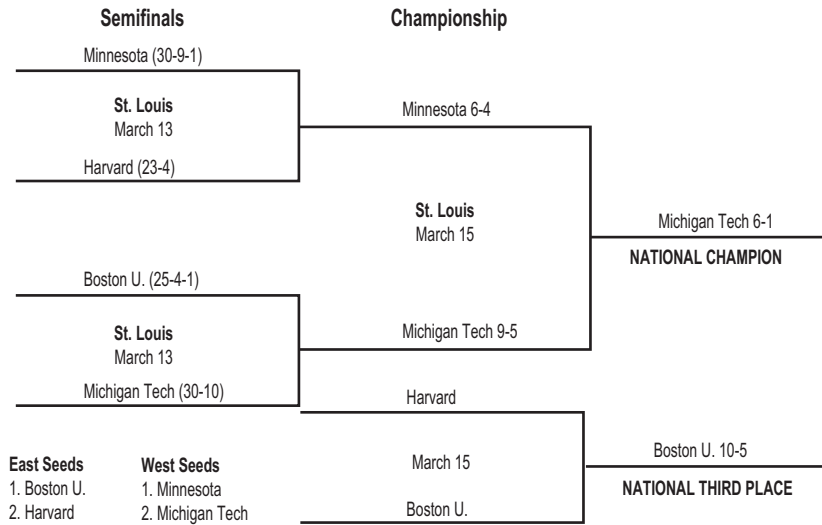 Semifinals
Championship
Minnesota (30-9-1)
St. Louis
March 13
Harvard (23-4)
Minnesota 6-4
St. Louis
March 15
Michigan Tech 6-1
NATIONAL CHAMPION
Boston U. (25-4-1)
St. Louis
March 13
Michigan Tech (30-10)
Michigan Tech 9-5
Harvard
March 15
Boston U.
Boston U. 10-5
NATIONAL THIRD PLACE
East Seeds
1. Boston U.
2. Harvard
West Seeds
1. Minnesota
2. Michigan Tech